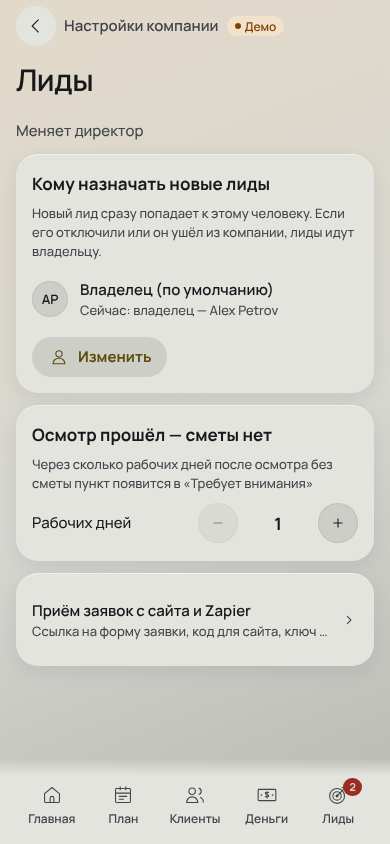 Настройки компании
Демо
Лиды
Меняет директор
Кому назначать новые лиды
Новый лид сразу попадает к этому человеку. Если
его отключили или он ушёл из компании, лиды идут
владельцу.
AP
Владелец (по умолчанию)
Сейчас: владелец — Alex Petrov
Изменить
Осмотр прошёл — сметы нет
Через сколько рабочих дней после осмотра без
сметы пункт появится в «Требует внимания»
Рабочих дней
− 1 +
Приём заявок с сайта и Zapier
Ссылка на форму заявки, код для сайта, ключ ...
2
Главная План Клиенты Деньги Лиды